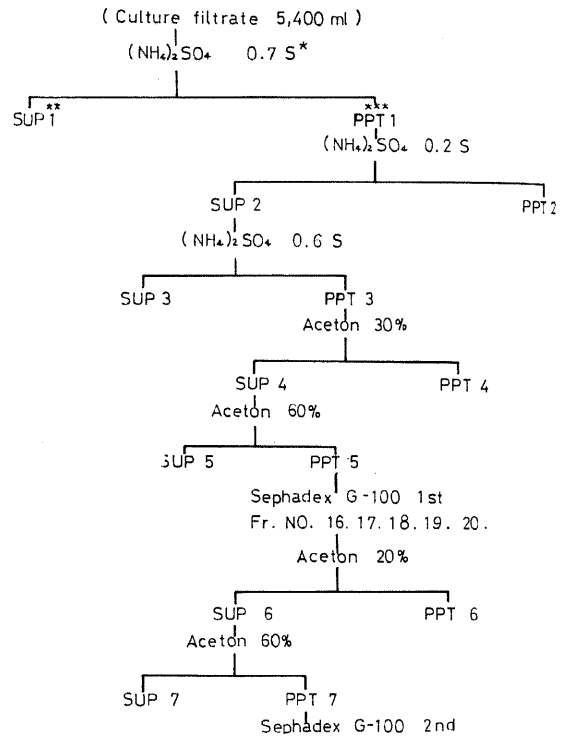 ( Culture filtrate 5,400 ml )
(NH₄)₂SO₄ 0.7 S*
SUP 1** PPT 1***
(NH₄)₂SO₄ 0.2 S
SUP 2 PPT 2
(NH₄)₂SO₄ 0.6 S
SUP 3 PPT 3
Aceton 30%
SUP 4 PPT 4
Aceton 60%
SUP 5 PPT 5
Sephadex G-100 1st
Fr. NO. 16. 17. 18. 19. 20.
Aceton 20%
SUP 6 PPT 6
Aceton 60%
SUP 7 PPT 7
Sephadex G-100 2nd